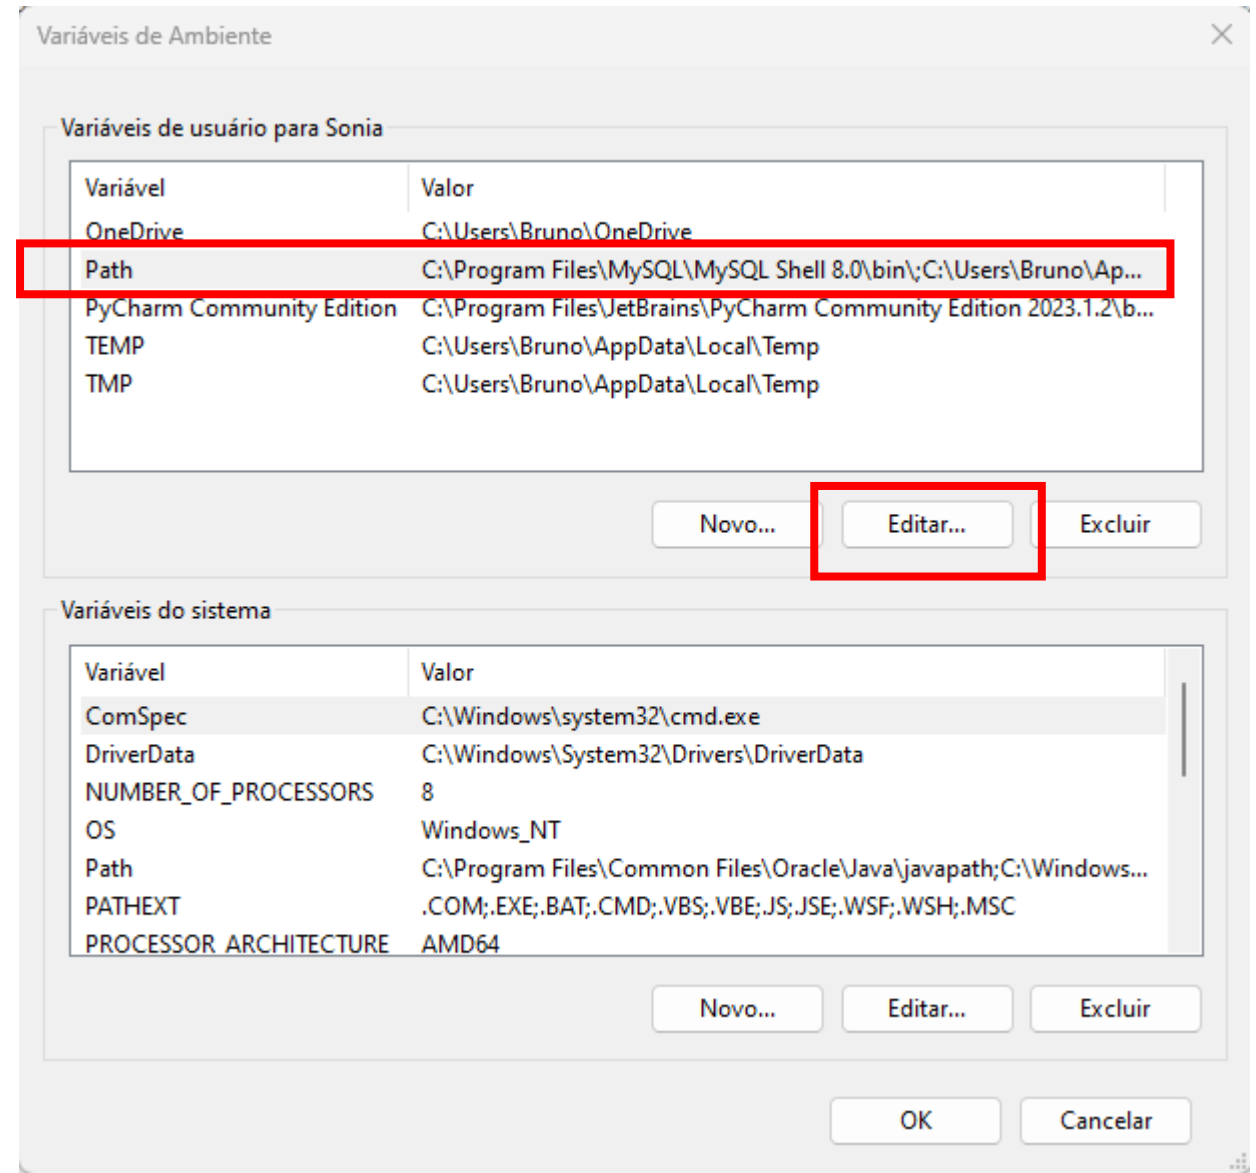 Variáveis de Ambiente
Variáveis de usuário para Sonia
Variável Valor
OneDrive C:\Users\Bruno\OneDrive
Path C:\Program Files\MySQL\MySQL Shell 8.0\bin\;C:\Users\Bruno\Ap...
PyCharm Community Edition C:\Program Files\JetBrains\PyCharm Community Edition 2023.1.2\b...
TEMP C:\Users\Bruno\AppData\Local\Temp
TMP C:\Users\Bruno\AppData\Local\Temp
Novo... Editar... Excluir
Variáveis do sistema
Variável Valor
ComSpec C:\Windows\system32\cmd.exe
DriverData C:\Windows\System32\Drivers\DriverData
NUMBER_OF_PROCESSORS 8
OS Windows_NT
Path C:\Program Files\Common Files\Oracle\Java\javapath;C:\Windows...
PATHEXT .COM;.EXE;.BAT;.CMD;.VBS;.VBE;.JS;.JSE;.WSF;.WSH;.MSC
PROCESSOR_ARCHITECTURE AMD64
Novo... Editar... Excluir
OK Cancelar